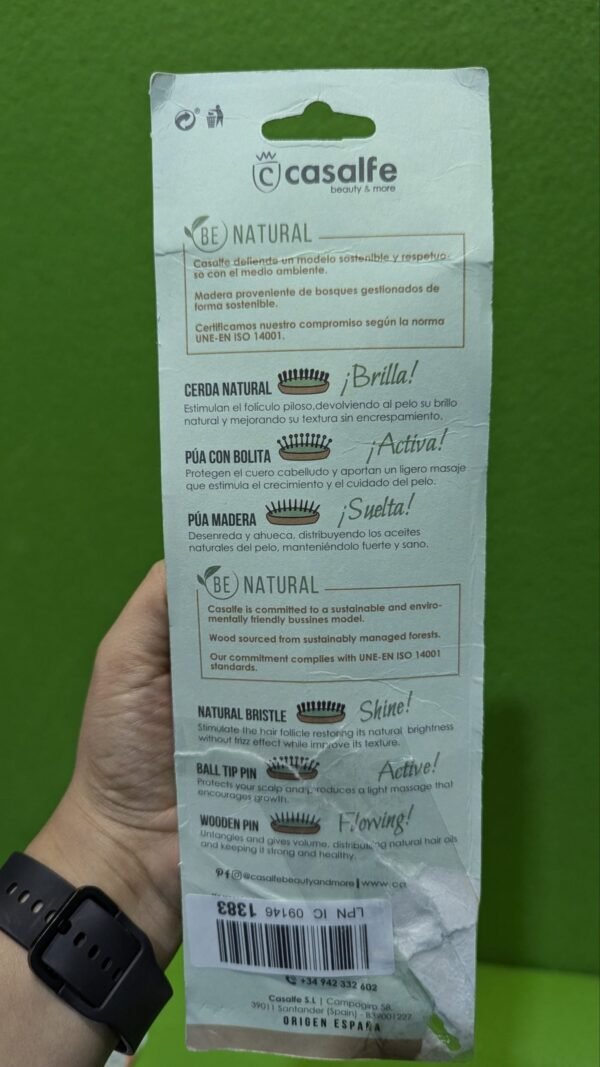 casalfe
beauty & more
BE NATURAL
Casalfe defiende un modelo sostenible y respetuo-
so con el medio ambiente.
Madera proveniente de bosques gestionados de
forma sostenible.
Certificamos nuestro compromiso según la norma
UNE-EN ISO 14001.
CERDA NATURAL ¡Brilla!
Estimulan el folículo piloso,devolviendo al pelo su brillo
natural y mejorando su textura sin encrespamiento.
PÚA CON BOLITA ¡Activa!
Protegen el cuero cabelludo y aportan un ligero masaje
que estimula el crecimiento y el cuidado del pelo.
PÚA MADERA ¡Suelta!
Desenreda y ahueca, distribuyendo los aceites
naturales del pelo, manteniéndolo fuerte y sano.
BE NATURAL
Casalfe is committed to a sustainable and enviro-
mentally friendly bussines model.
Wood sourced from sustainably managed forests.
Our commitment complies with UNE-EN ISO 14001
standards.
NATURAL BRISTLE Shine!
Stimulate the hair follicle restoring its natural brightness
without frizz effect while improve its texture.
BALL TIP PIN Active!
Protects your scalp and produces a light massage that
encourages growth.
WOODEN PIN Flowing!
Untangles and gives volume, distributing natural hair oils
and keeping it strong and healthy.
@casalfebeautyandmore | www.ca
LPN IC 09146 1383
+34 942 332 602
Casalfe S.L | Campogiro 58.
39011 Santander (Spain) - B39001227
ORIGEN ESPAÑA